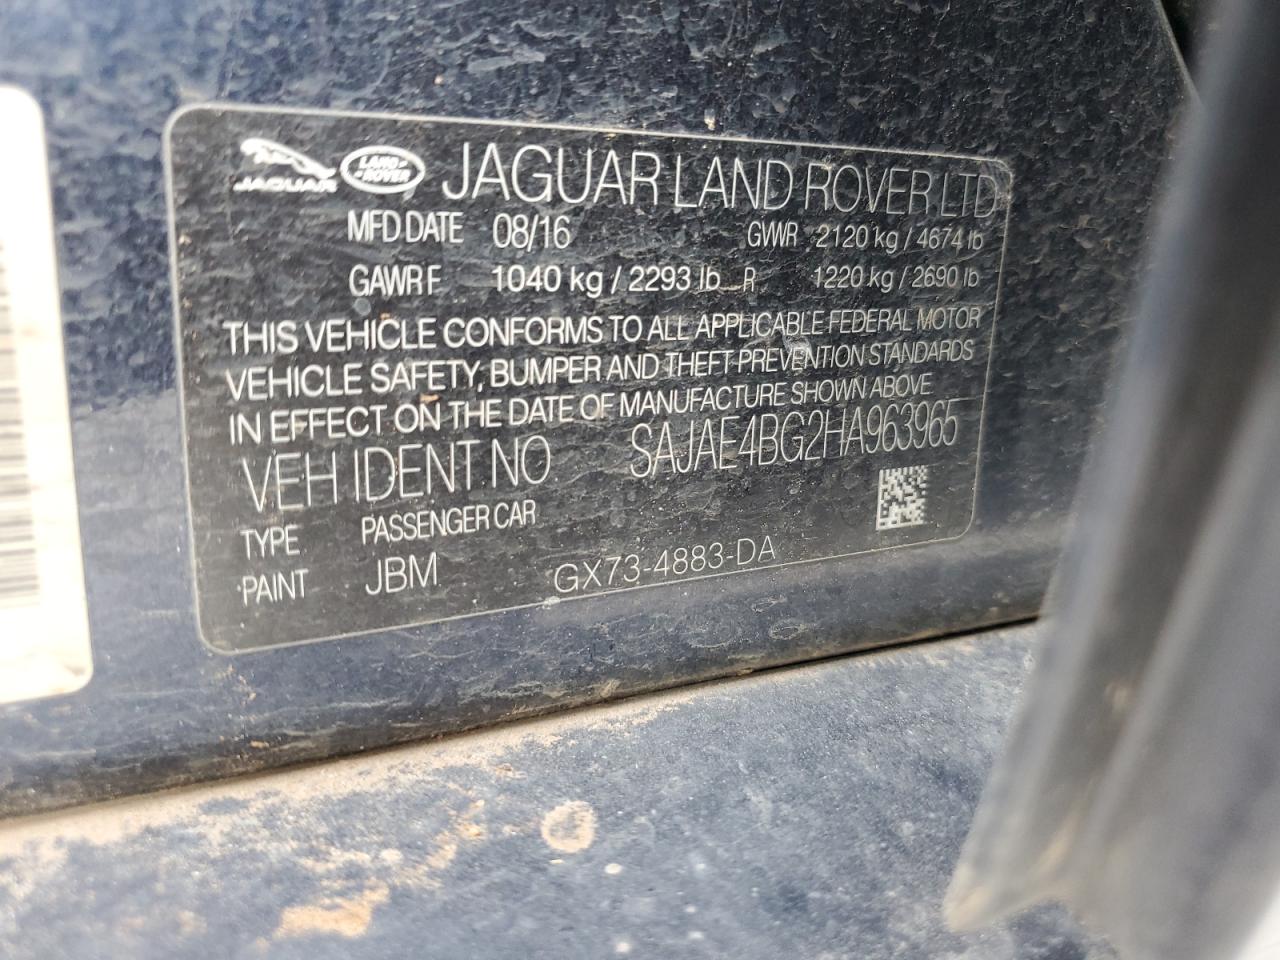 JAGUAR LAND ROVER JAGUAR LAND ROVER LTD
MFD DATE 08/16 GWWR 2120 kg / 4674 lb
GAWR F 1040 kg / 2293 lb R 1220 kg / 2690 lb
THIS VEHICLE CONFORMS TO ALL APPLICABLE FEDERAL MOTOR
VEHICLE SAFETY, BUMPER AND THEFT PREVENTION STANDARDS
IN EFFECT ON THE DATE OF MANUFACTURE SHOWN ABOVE
VEH IDENT NO SAJAE4BG2HA963965
TYPE PASSENGER CAR
PAINT JBM GX73-4883-DA